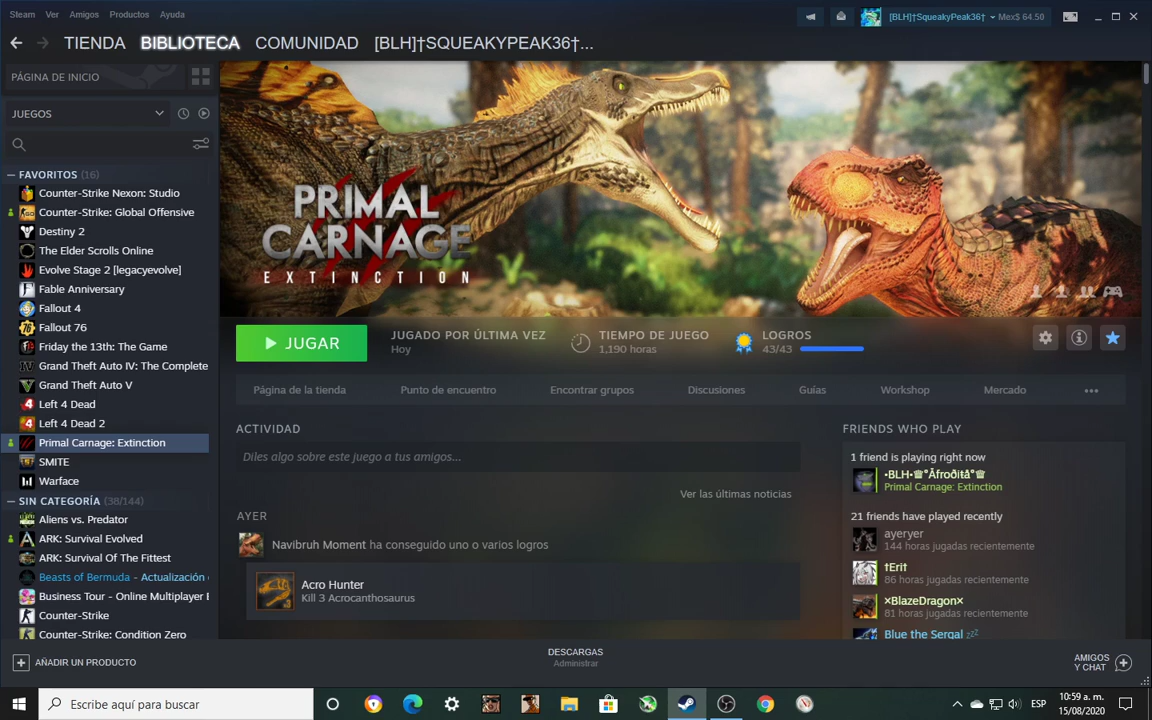 Steam Ver Amigos Productos Ayuda
[BLH]†SqueakyPeak36† Mex$ 64.50
TIENDA BIBLIOTECA COMUNIDAD [BLH]†SQUEAKYPEAK36†...
PÁGINA DE INICIO
JUEGOS
FAVORITOS (16)
Counter-Strike Nexon: Studio
Counter-Strike: Global Offensive
Destiny 2
The Elder Scrolls Online
Evolve Stage 2 [legacyevolve]
Fable Anniversary
Fallout 4
Fallout 76
Friday the 13th: The Game
Grand Theft Auto IV: The Complete
Grand Theft Auto V
Left 4 Dead
Left 4 Dead 2
Primal Carnage: Extinction
SMITE
Warface
SIN CATEGORÍA (38/144)
Aliens vs. Predator
ARK: Survival Evolved
ARK: Survival Of The Fittest
Beasts of Bermuda - Actualización
Business Tour - Online Multiplayer B
Counter-Strike
Counter-Strike: Condition Zero
PRIMAL
CARNAGE
EXTINCTION
JUGAR
JUGADO POR ÚLTIMA VEZ
Hoy
TIEMPO DE JUEGO
1,190 horas
LOGROS
43/43
Página de la tienda Punto de encuentro Encontrar grupos Discusiones Guías Workshop Mercado
ACTIVIDAD
Diles algo sobre este juego a tus amigos...
Ver las últimas noticias
AYER
Navibruh Moment ha conseguido uno o varios logros
Acro Hunter
Kill 3 Acrocanthosaurus
FRIENDS WHO PLAY
1 friend is playing right now
•BLH•♕°Åfroðiŧå°♕
Primal Carnage: Extinction
21 friends have played recently
ayeryer
144 horas jugadas recientemente
†Eri†
86 horas jugadas recientemente
×BlazeDragon×
81 horas jugadas recientemente
Blue the Sergal zzz
AÑADIR UN PRODUCTO
DESCARGAS
Administrar
AMIGOS
Y CHAT
Escribe aquí para buscar
ESP
10:59 a. m.
15/08/2020